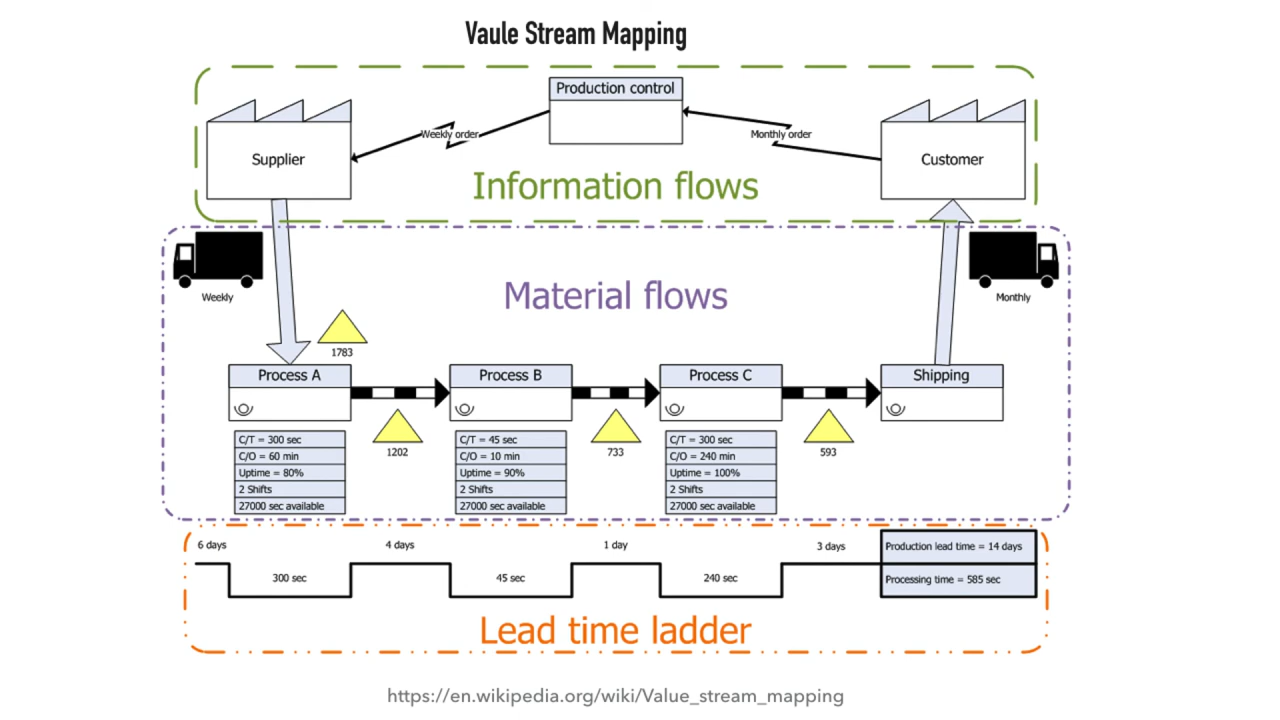 Vaule Stream Mapping
Production control
Weekly order
Monthly order
Supplier
Customer
Information flows
Weekly
Material flows
Monthly
1783
Process A
Process B
Process C
Shipping
1202
733
593
C/T = 300 sec
C/O = 60 min
Uptime = 80%
2 Shifts
27000 sec available
C/T = 45 sec
C/O = 10 min
Uptime = 90%
2 Shifts
27000 sec available
C/T = 300 sec
C/O = 240 min
Uptime = 100%
2 Shifts
27000 sec available
6 days
4 days
1 day
3 days
Production lead time = 14 days
300 sec
45 sec
240 sec
Processing time = 585 sec
Lead time ladder
https://en.wikipedia.org/wiki/Value_stream_mapping